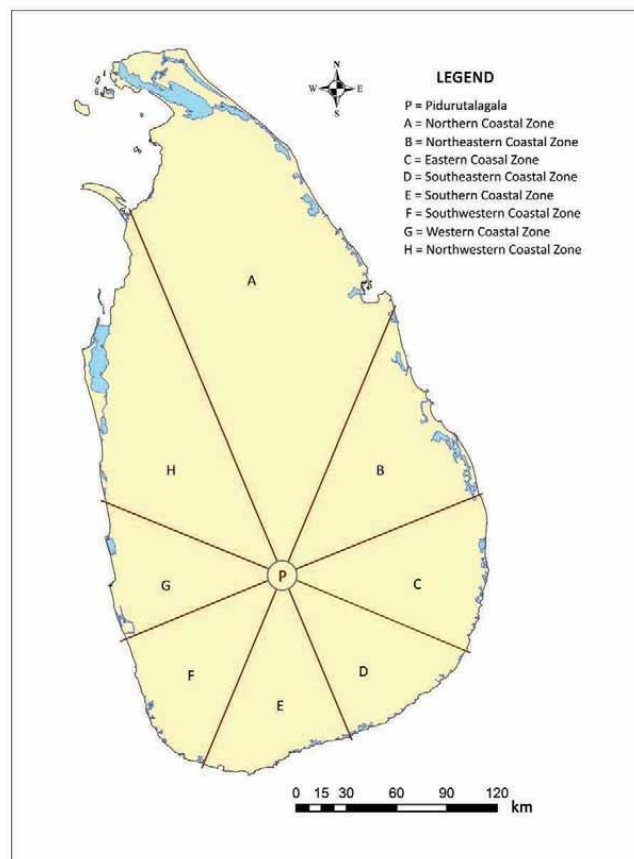 N
W E
S
LEGEND
P = Pidurutalagala
A = Northern Coastal Zone
B = Northeastern Coastal Zone
C = Eastern Coasal Zone
D = Southeastern Coastal Zone
E = Southern Coastal Zone
F = Southwestern Coastal Zone
G = Western Coastal Zone
H = Northwestern Coastal Zone
A
H
B
P
G
C
F
D
E
0 15 30 60 90 120
km